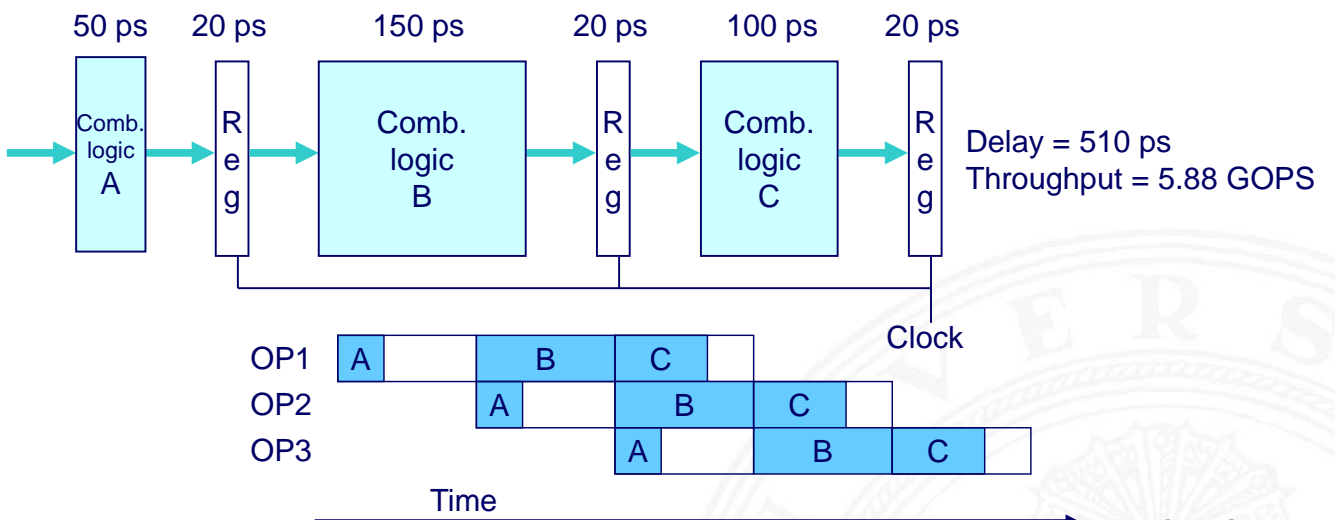 50 ps 20 ps 150 ps 20 ps 100 ps 20 ps
Comb.
logic
A
R
e
g
Comb.
logic
B
R
e
g
Comb.
logic
C
R
e
g
Delay = 510 ps
Throughput = 5.88 GOPS
Clock
OP1 A B C
OP2 A B C
OP3 A B C
Time
V E R S